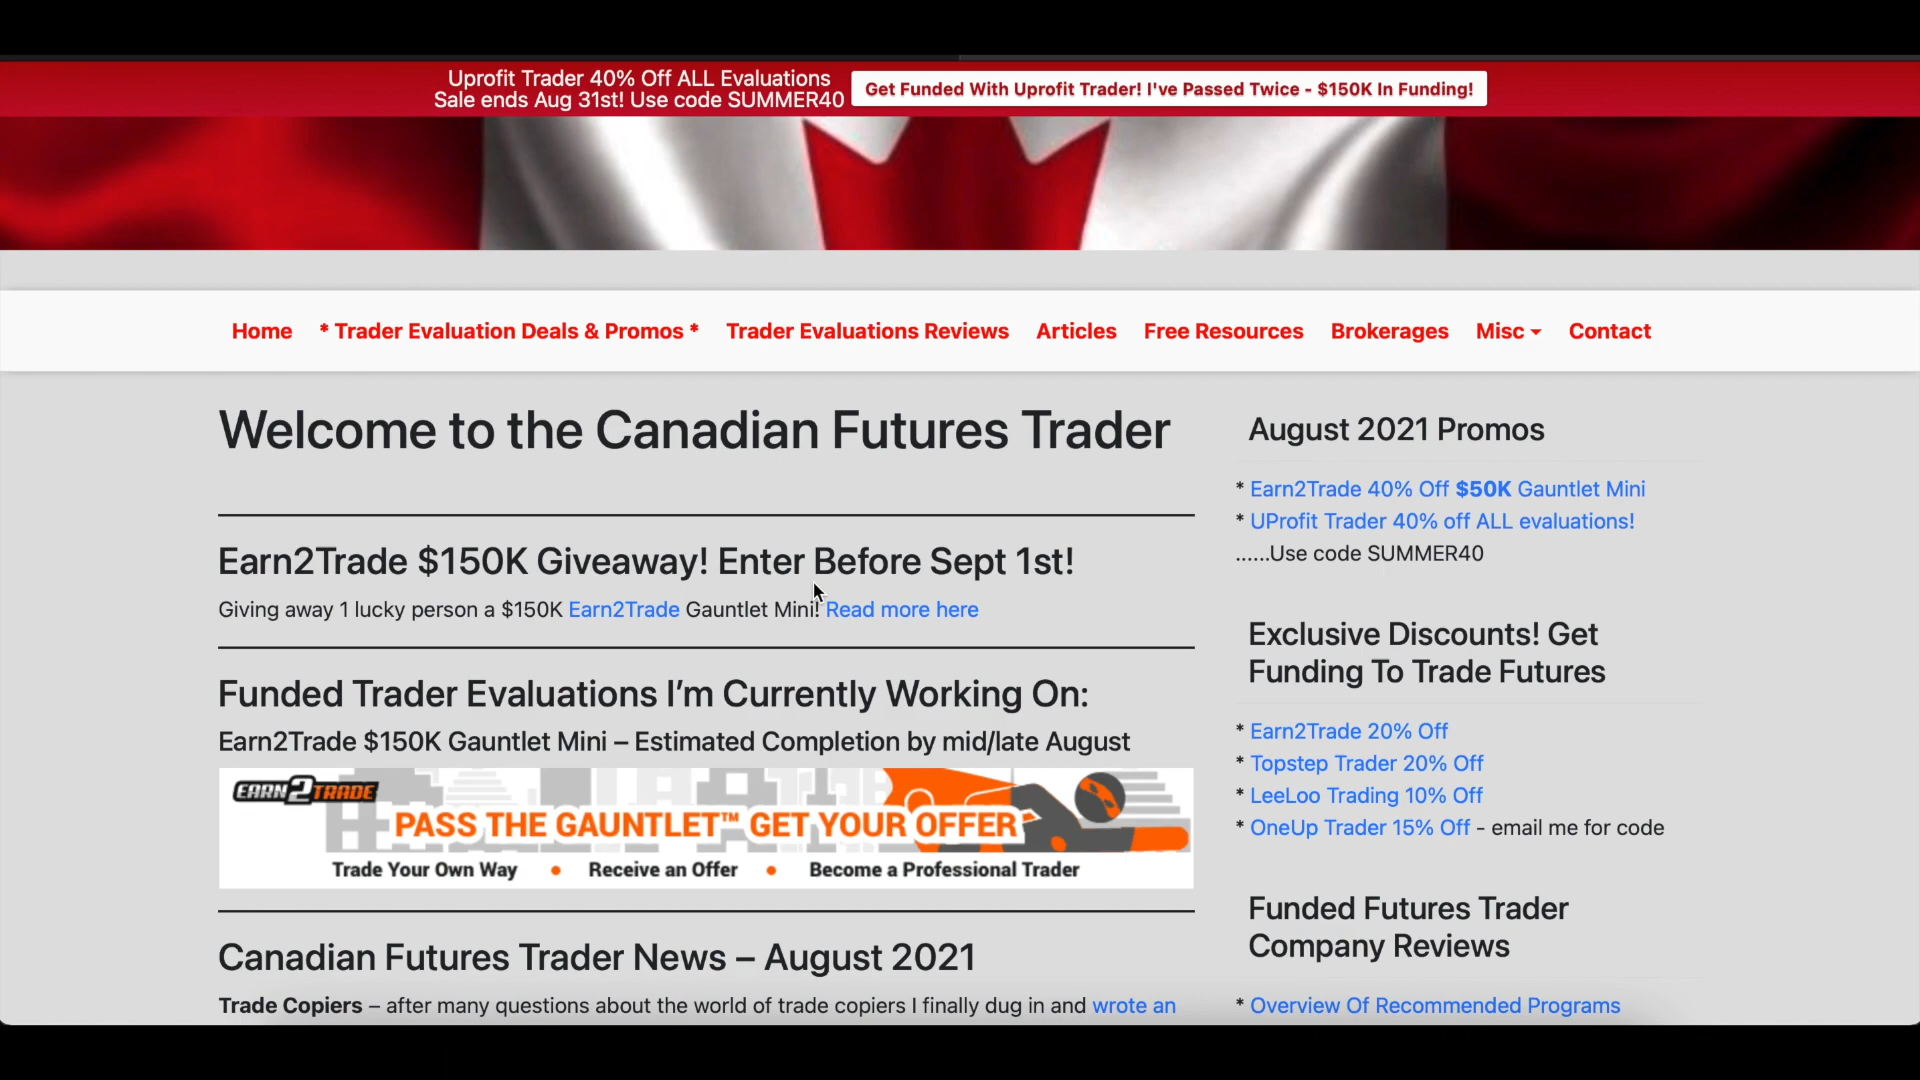 Uprofit Trader 40% Off ALL Evaluations
Sale ends Aug 31st! Use code SUMMER40
Get Funded With Uprofit Trader! I've Passed Twice - $150K In Funding!
Home * Trader Evaluation Deals & Promos * Trader Evaluations Reviews Articles Free Resources Brokerages Misc Contact
Welcome to the Canadian Futures Trader
Earn2Trade $150K Giveaway! Enter Before Sept 1st!
Giving away 1 lucky person a $150K Earn2Trade Gauntlet Mini! Read more here
Funded Trader Evaluations I’m Currently Working On:
Earn2Trade $150K Gauntlet Mini – Estimated Completion by mid/late August
EARN2TRADE
PASS THE GAUNTLET™ GET YOUR OFFER
Trade Your Own Way • Receive an Offer • Become a Professional Trader
Canadian Futures Trader News – August 2021
Trade Copiers – after many questions about the world of trade copiers I finally dug in and wrote an
August 2021 Promos
* Earn2Trade 40% Off $50K Gauntlet Mini
* UProfit Trader 40% off ALL evaluations!
......Use code SUMMER40
Exclusive Discounts! Get
Funding To Trade Futures
* Earn2Trade 20% Off
* Topstep Trader 20% Off
* LeeLoo Trading 10% Off
* OneUp Trader 15% Off - email me for code
Funded Futures Trader
Company Reviews
* Overview Of Recommended Programs